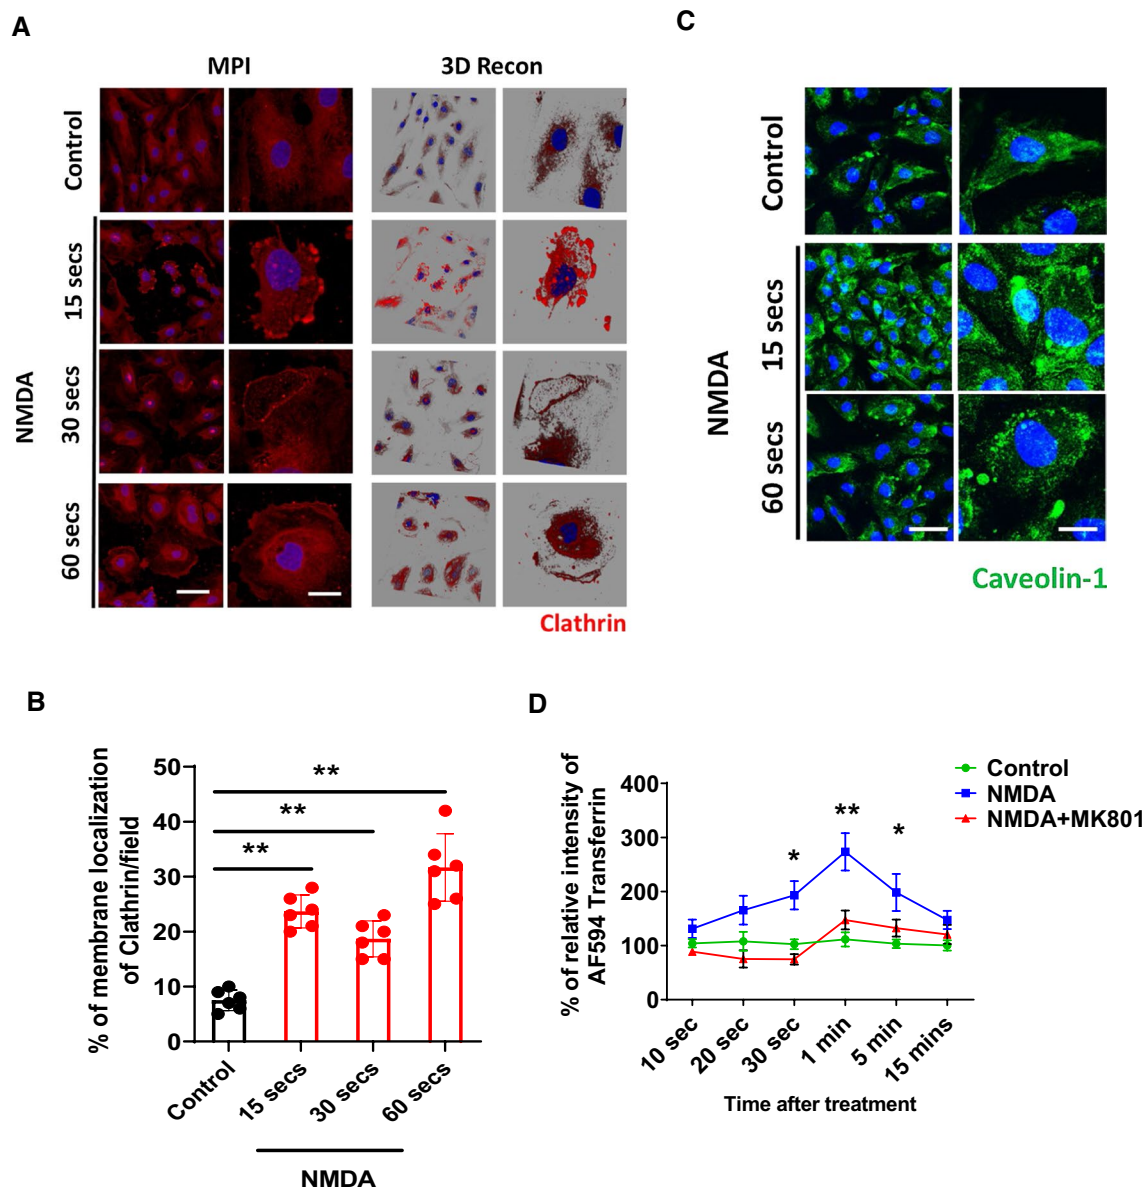 A
MPI
3D Recon
Control
15 secs
30 secs
60 secs
NMDA
Clathrin
C
Control
15 secs
60 secs
NMDA
Caveolin-1
B
% of membrane localization
of Clathrin/field
50
40
30
20
10
0
**
**
**
Control
15 secs
30 secs
60 secs
NMDA
D
% of relative intensity of
AF594 Transferrin
400
300
200
100
0
*
**
*
Control
NMDA
NMDA+MK801
10 sec
20 sec
30 sec
1 min
5 min
15 mins
Time after treatment